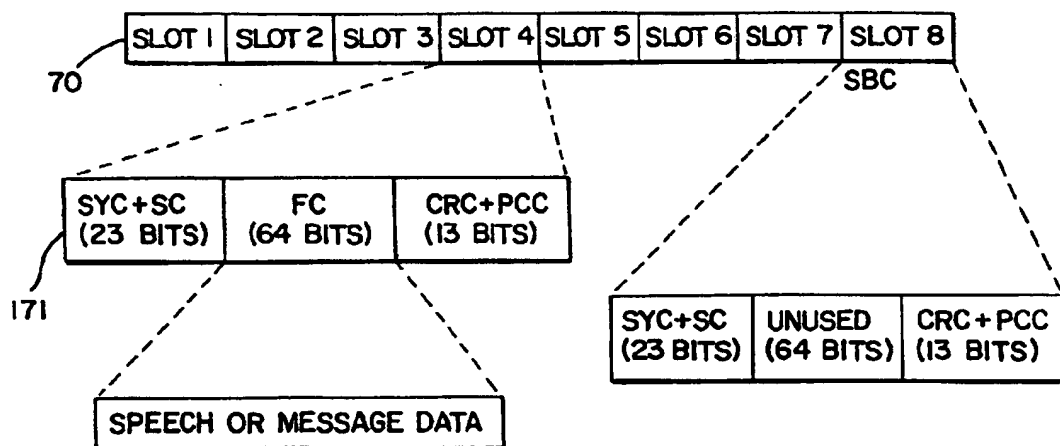 SLOT 1 SLOT 2 SLOT 3 SLOT 4 SLOT 5 SLOT 6 SLOT 7 SLOT 8
70
SBC
SYC+SC FC CRC+PCC
(23 BITS) (64 BITS) (13 BITS)
171
SYC+SC UNUSED CRC+PCC
(23 BITS) (64 BITS) (13 BITS)
SPEECH OR MESSAGE DATA